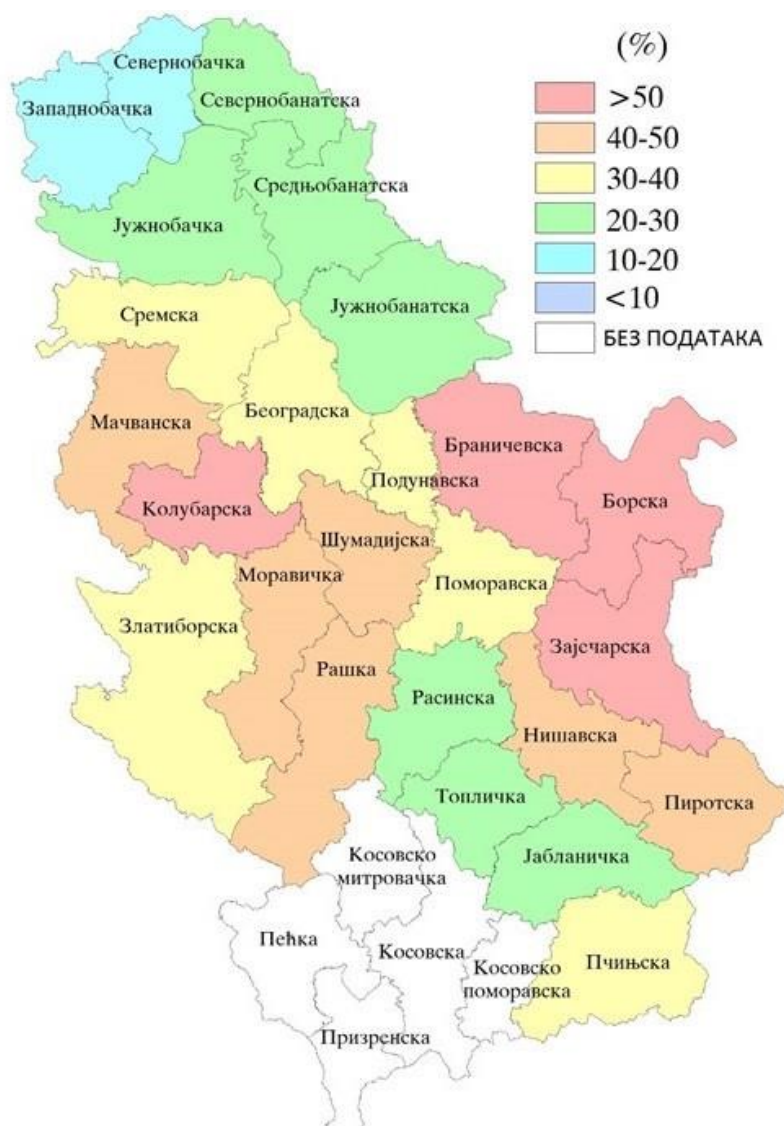 (%)
>50
40-50
30-40
20-30
10-20
<10
БЕЗ ПОДАТАКА
Севернобачка
Западнобачка
Севернобанатска
Средњобанатска
Јужнобачка
Јужнобанатска
Сремска
Београдска
Мачванска
Браничевска
Подунавска
Борска
Колубарска
Шумадијска
Моравичка
Поморавска
Златиборска
Зајечарска
Рашка
Расинска
Нишавска
Топличка
Пиротска
Јабланичка
Косовско
митровачка
Пећка
Косовска
Косовско
поморавска
Пчињска
Призренска